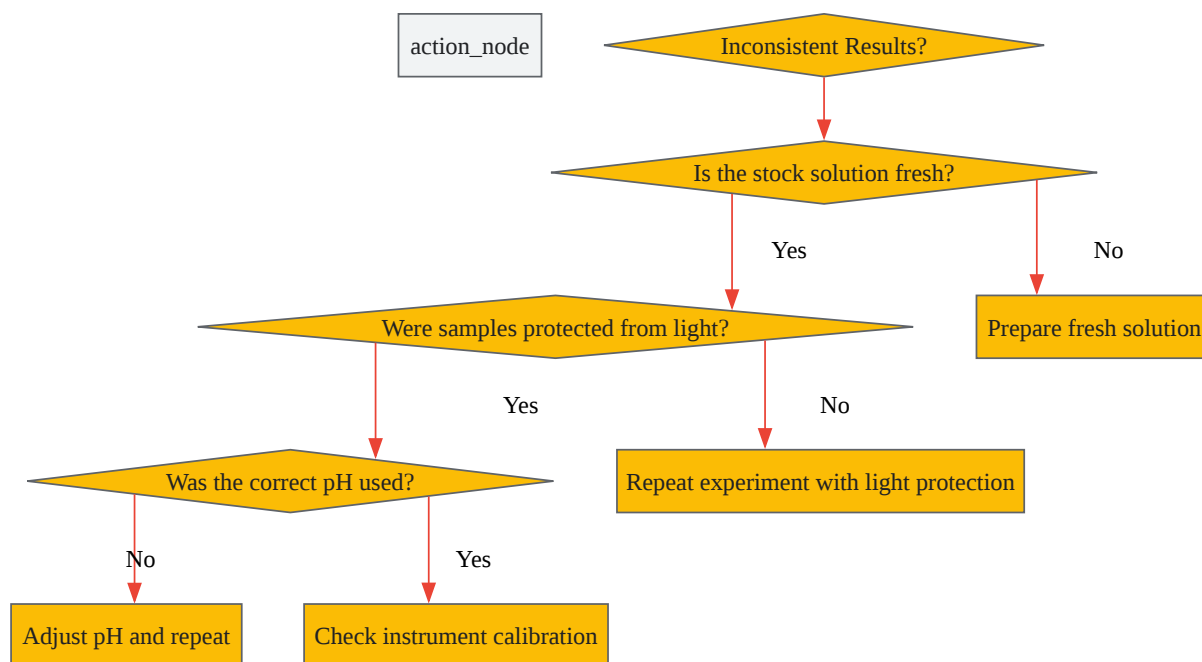 action_node
Inconsistent Results?
Is the stock solution fresh?
Yes
No
Were samples protected from light?
Prepare fresh solution
Yes
No
Was the correct pH used?
Repeat experiment with light protection
No
Yes
Adjust pH and repeat
Check instrument calibration